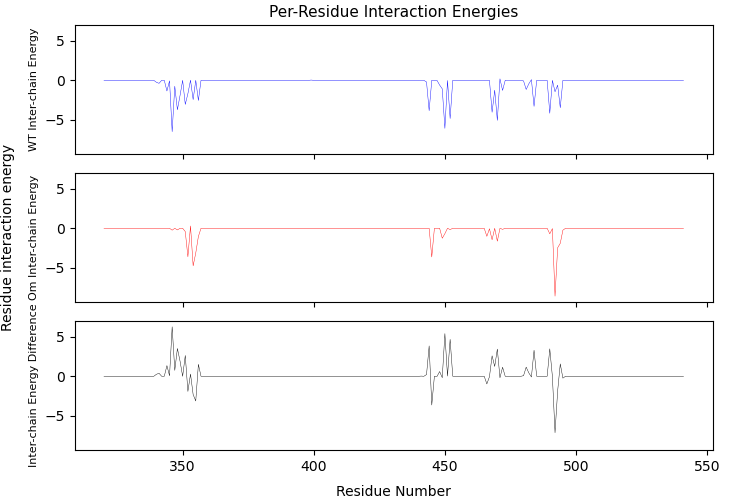 Per-Residue Interaction Energies
Residue interaction energy
WT Inter-chain Energy
5
0
−5
Om Inter-chain Energy
5
0
−5
Inter-chain Energy Difference
5
0
−5
350
400
450
500
550
Residue Number